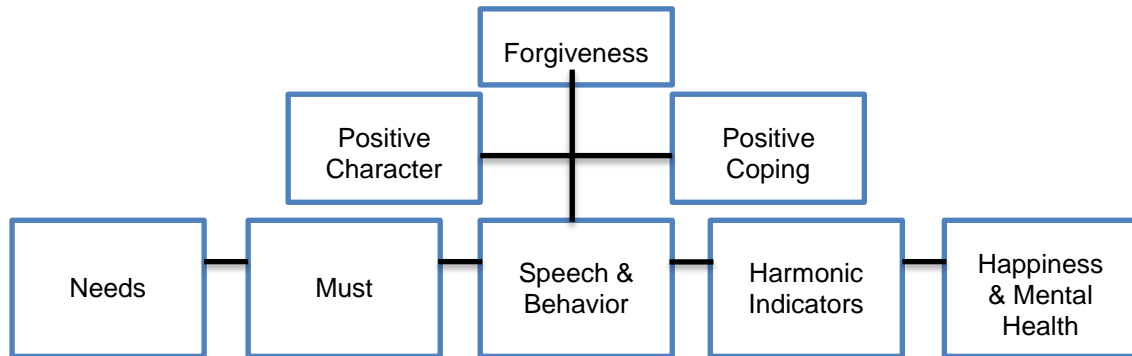 Forgiveness
Positive
Character
Positive
Coping
Needs
Must
Speech &
Behavior
Harmonic
Indicators
Happiness
& Mental
Health